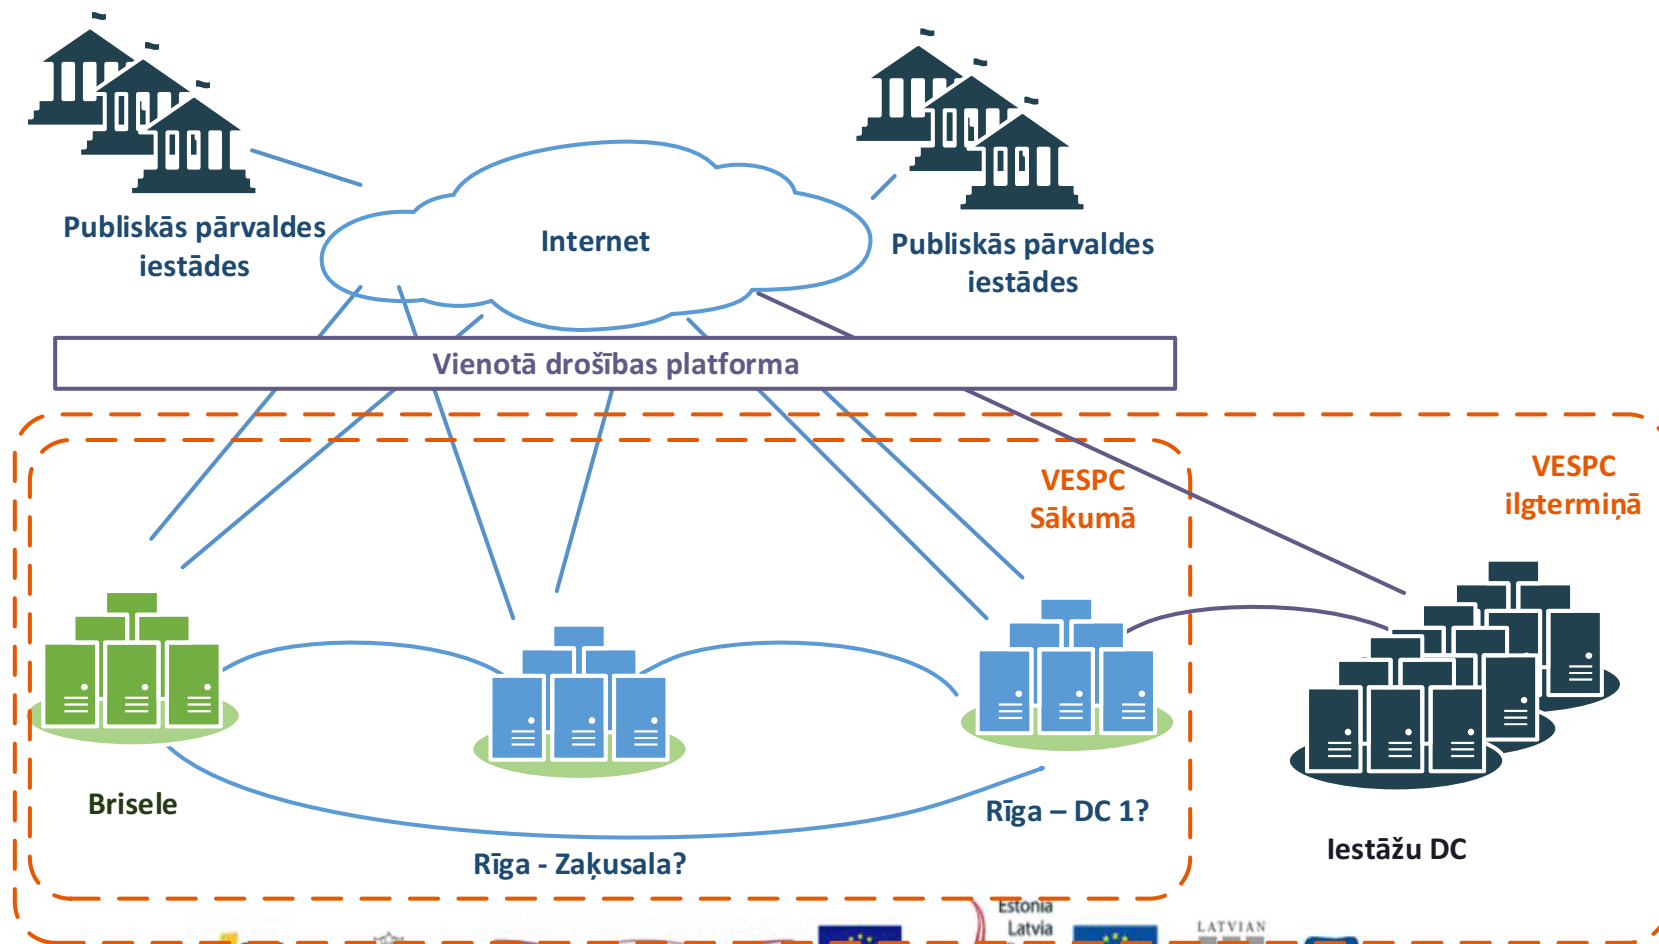 Publiskās pārvaldes
iestādes
Internet
Publiskās pārvaldes
iestādes
Vienotā drošības platforma
VESPC
Sākumā
VESPC
ilgtermiņā
Brisele
Rīga - Zaķusala?
Rīga – DC 1?
Iestāžu DC
Estonia
Latvia
LATVIAN